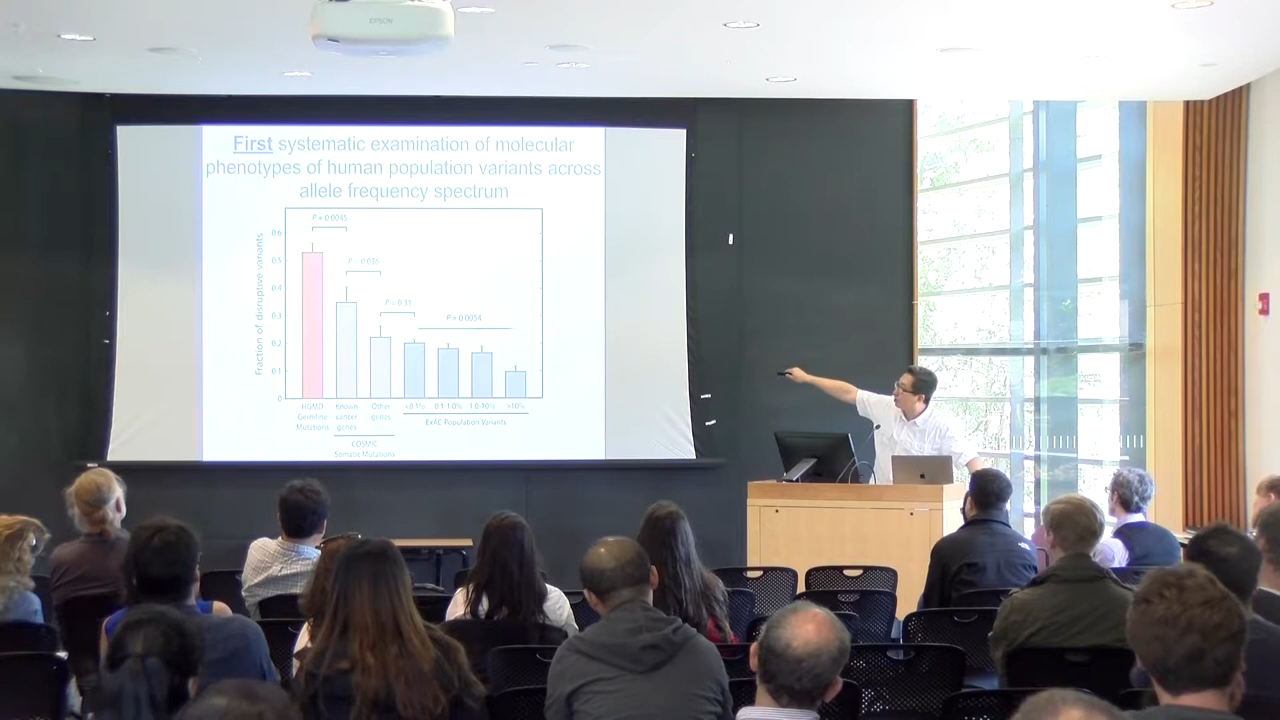 EPSON
First systematic examination of molecular
phenotypes of human population variants across
allele frequency spectrum
P = 0.0045
P = 0.036
P = 0.31
P = 0.0054
Fraction of disruptive variants
0.6
0.5
0.4
0.3
0.2
0.1
0
HGMD
Germline
Mutations
Known
cancer
genes
Other
genes
<0.1%
0.1-1.0%
1.0-10%
>10%
ExAC Population Variants
COSMIC
Somatic Mutations